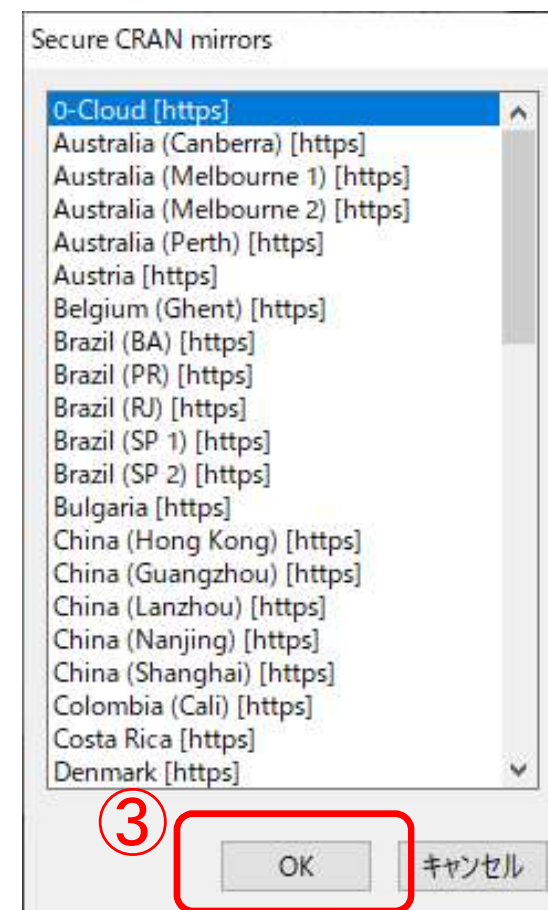 Secure CRAN mirrors
0-Cloud [https]
Australia (Canberra) [https]
Australia (Melbourne 1) [https]
Australia (Melbourne 2) [https]
Australia (Perth) [https]
Austria [https]
Belgium (Ghent) [https]
Brazil (BA) [https]
Brazil (PR) [https]
Brazil (RJ) [https]
Brazil (SP 1) [https]
Brazil (SP 2) [https]
Bulgaria [https]
China (Hong Kong) [https]
China (Guangzhou) [https]
China (Lanzhou) [https]
China (Nanjing) [https]
China (Shanghai) [https]
Colombia (Cali) [https]
Costa Rica [https]
Denmark [https]
③
OK キャンセル